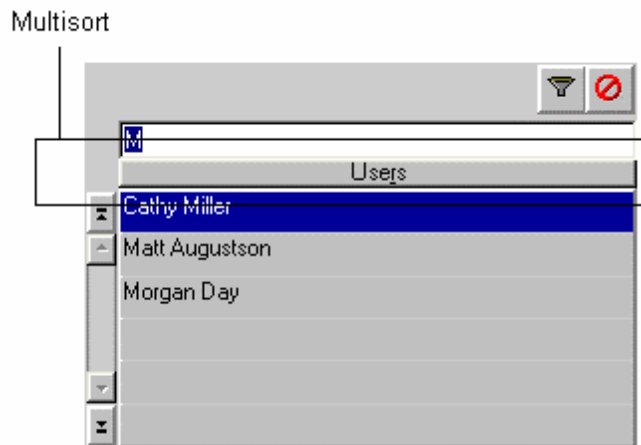 Multisort
M
Users
Cathy Miller
Matt Augustson
Morgan Day